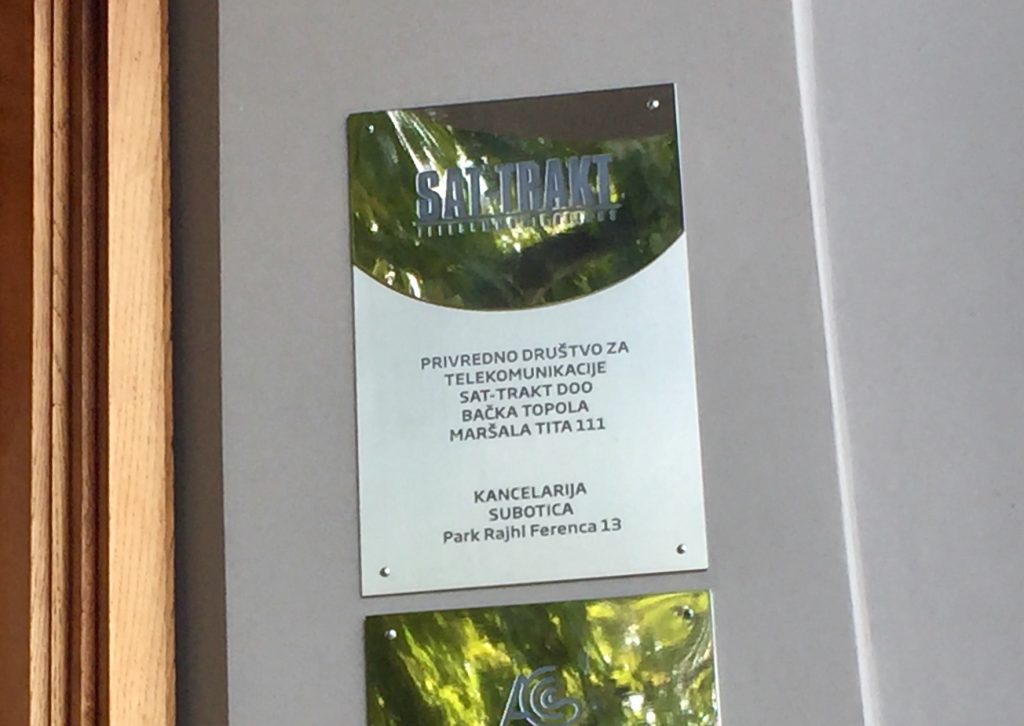 SAT-TRAKT
PRIVREDNO DRUŠTVO ZA
TELEKOMUNIKACIJE
SAT-TRAKT DOO
BAČKA TOPOLA
MARŠALA TITA 111
KANCELARIJA
SUBOTICA
Park Rajhl Ferenca 13